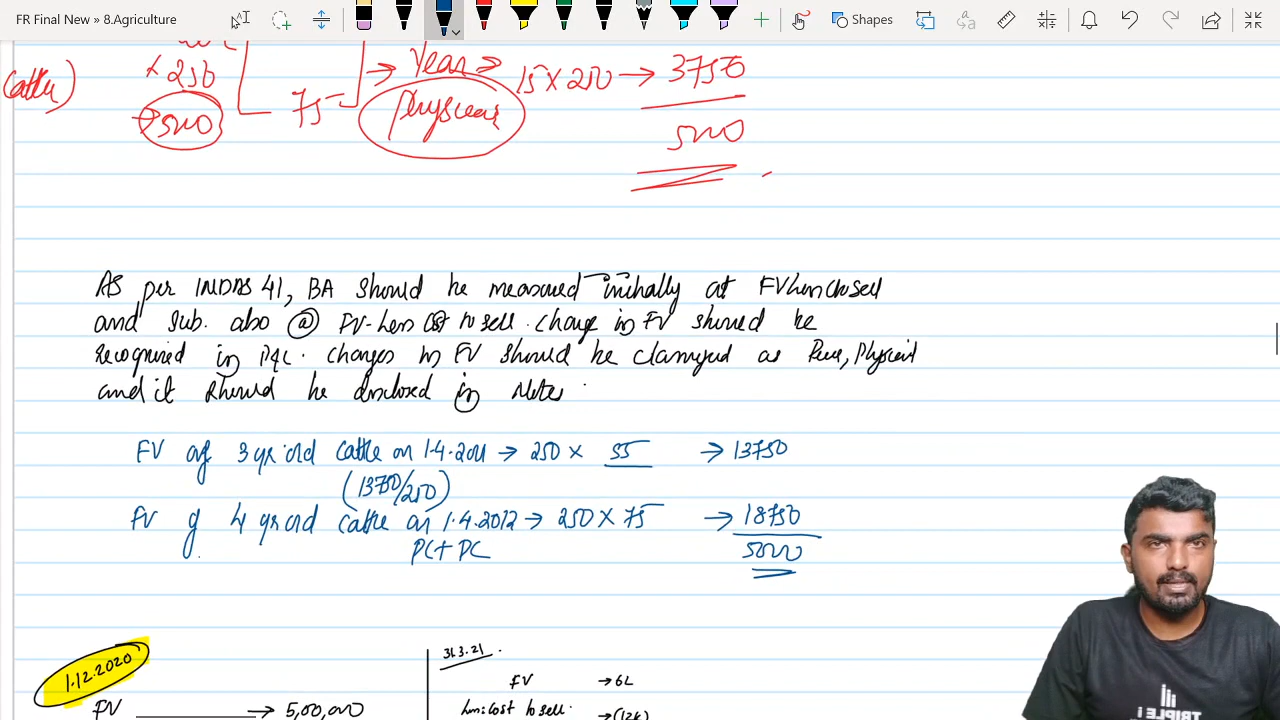 FR Final New > 8.Agriculture
Shapes
Cattle)
× 250
→ 5000
75
→ Year →
Physical
15 × 250 → 3750
5000
As per INDAS 41, BA should be measured initially at FV-less cost to sell
and sub. also @ FV-less cost to sell. Change in FV should be
Recognised in P&L. Changes in FV should be classified as Price, Physical
and it should be disclosed in Notes.
FV of 3 yr old cattle on 1.4.2011 → 250 × 55 → 13750
(13750/250)
FV of 4 yr old cattle on 1.4.2012 → 250 × 75 → 18750
PC + PC
5000
1.12.2020
FV → 5,00,000
31.3.21
FV → 6L
less: cost to sell. → (12k)
TRIPLE i